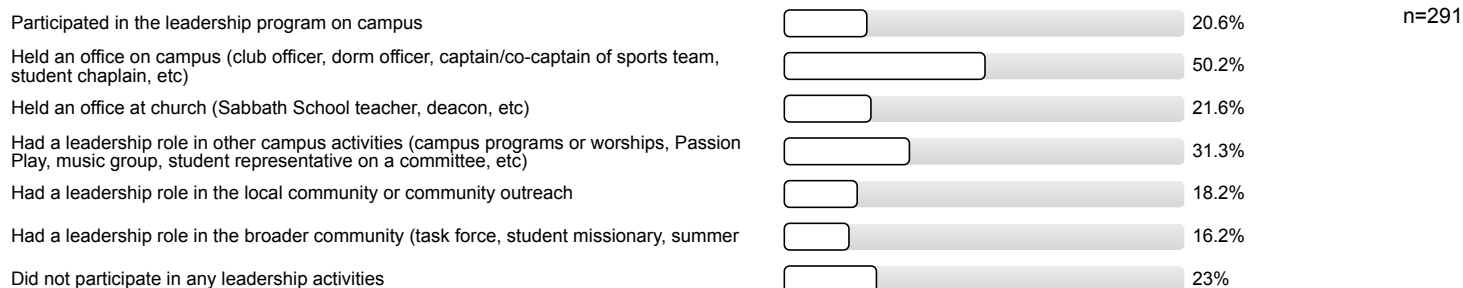 Participated in the leadership program on campus 20.6% n=291
Held an office on campus (club officer, dorm officer, captain/co-captain of sports team,
student chaplain, etc) 50.2%
Held an office at church (Sabbath School teacher, deacon, etc) 21.6%
Had a leadership role in other campus activities (campus programs or worships, Passion
Play, music group, student representative on a committee, etc) 31.3%
Had a leadership role in the local community or community outreach 18.2%
Had a leadership role in the broader community (task force, student missionary, summer 16.2%
Did not participate in any leadership activities 23%